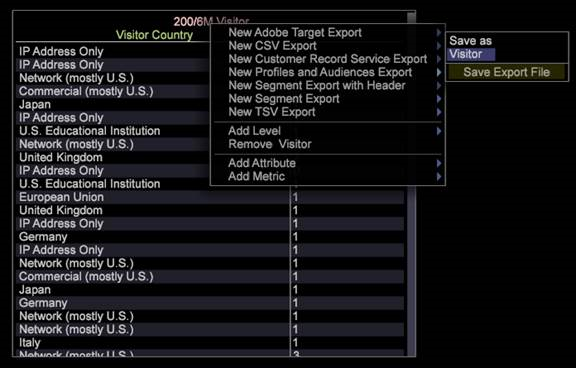 200/6M Visitor
Visitor Country
IP Address Only
IP Address Only
Network (mostly U.S.)
Commercial (mostly U.S.)
Japan
IP Address Only
U.S. Educational Institution
Network (mostly U.S.)
United Kingdom
IP Address Only
U.S. Educational Institution
European Union 1
United Kingdom 1
IP Address Only 1
Germany 1
IP Address Only 1
Network (mostly U.S.) 1
Commercial (mostly U.S.) 1
Japan 1
Germany 1
Network (mostly U.S.) 1
Network (mostly U.S.) 1
Italy 1
Network (mostly U.S.) 3
New Adobe Target Export
New CSV Export
New Customer Record Service Export
New Profiles and Audiences Export
New Segment Export with Header
New Segment Export
New TSV Export
Add Level
Remove Visitor
Add Attribute
Add Metric
Save as
Visitor
Save Export File